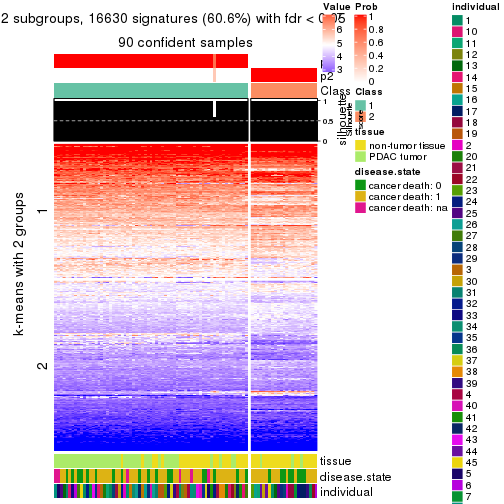 2 subgroups, 16630 signatures (60.6%) with fdr < 0.05
90 confident samples
p2
Class
1
0.5
0
silhouette
score
k-means with 2 groups
1
2
tissue
disease.state
individual
Value
6
5
4
3
Prob
1
0.8
0.6
0.4
0.2
0
Class
1
2
tissue
non-tumor tissue
PDAC tumor
disease.state
cancer death: 0
cancer death: 1
cancer death: na
individual
1
10
11
12
13
14
15
16
17
18
19
2
20
21
22
23
24
25
26
27
28
29
3
30
31
32
33
34
35
36
37
38
39
4
40
41
42
43
44
45
5
6
7